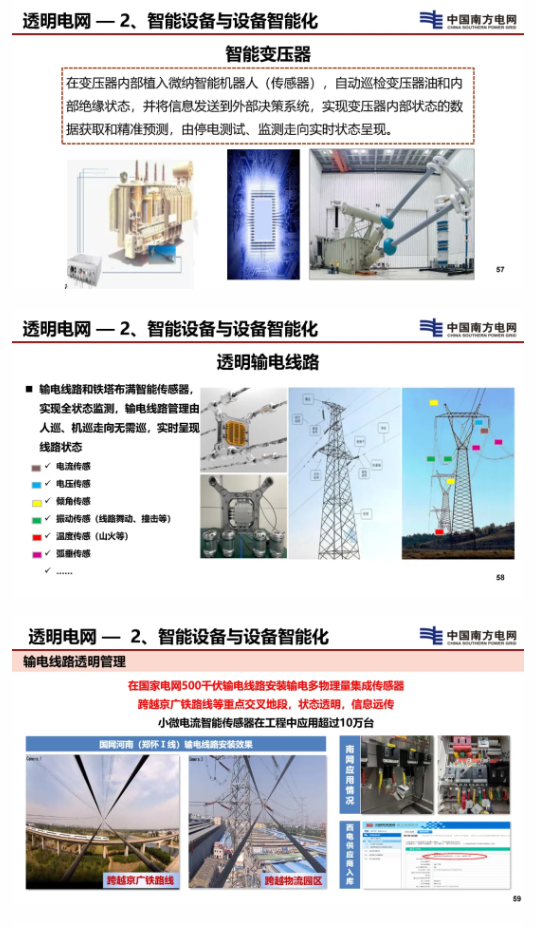 透明电网 — 2、智能设备与设备智能化
中国南方电网
CHINA SOUTHERN POWER GRID
智能变压器
在变压器内部植入微纳智能机器人（传感器），自动巡检变压器油和内
部绝缘状态，并将信息发送到外部决策系统，实现变压器内部状态的数
据获取和精准预测，由停电测试、监测走向实时状态呈现。
57
透明电网 — 2、智能设备与设备智能化
中国南方电网
CHINA SOUTHERN POWER GRID
透明输电线路
■ 输电线路和铁塔布满智能传感器，
实现全状态监测，输电线路管理由
人巡、机巡走向无需巡，实时呈现
线路状态
✓ 电流传感
✓ 电压传感
✓ 倾角传感
✓ 振动传感（线路舞动、撞击等）
✓ 温度传感（山火等）
✓ 弧垂传感
✓ ......
58
透明电网 — 2、智能设备与设备智能化
中国南方电网
CHINA SOUTHERN POWER GRID
输电线路透明管理
在国家电网500千伏输电线路安装输电多物理量集成传感器
跨越京广铁路线等重点交叉地段，状态透明，信息远传
小微电流智能传感器在工程中应用超过10万台
国网河南（郑怀Ⅰ线）输电线路安装效果
跨越京广铁路线
跨越物流园区
南网应用情况
西电供应商入库
59